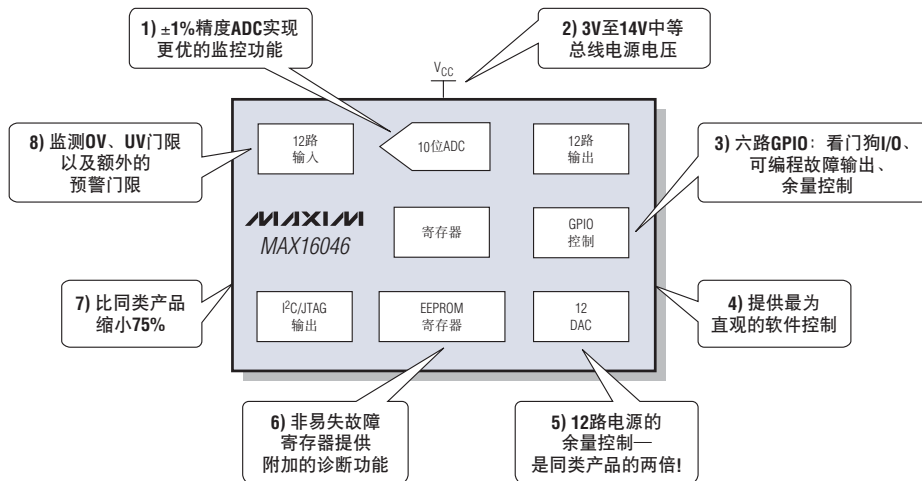 1) ±1%精度ADC实现
更优的监控功能
2) 3V至14V中等
总线电源电压
VCC
8) 监测OV、UV门限
以及额外的
预警门限
12路
输入
10位ADC
12路
输出
3) 六路GPIO：看门狗I/O、
可编程故障输出、
余量控制
MAXIM
MAX16046
寄存器
GPIO
控制
7) 比同类产品
缩小75%
I²C/JTAG
输出
EEPROM
寄存器
12
DAC
4) 提供最为
直观的软件控制
6) 非易失故障
寄存器提供
附加的诊断功能
5) 12路电源的
余量控制—
是同类产品的两倍!